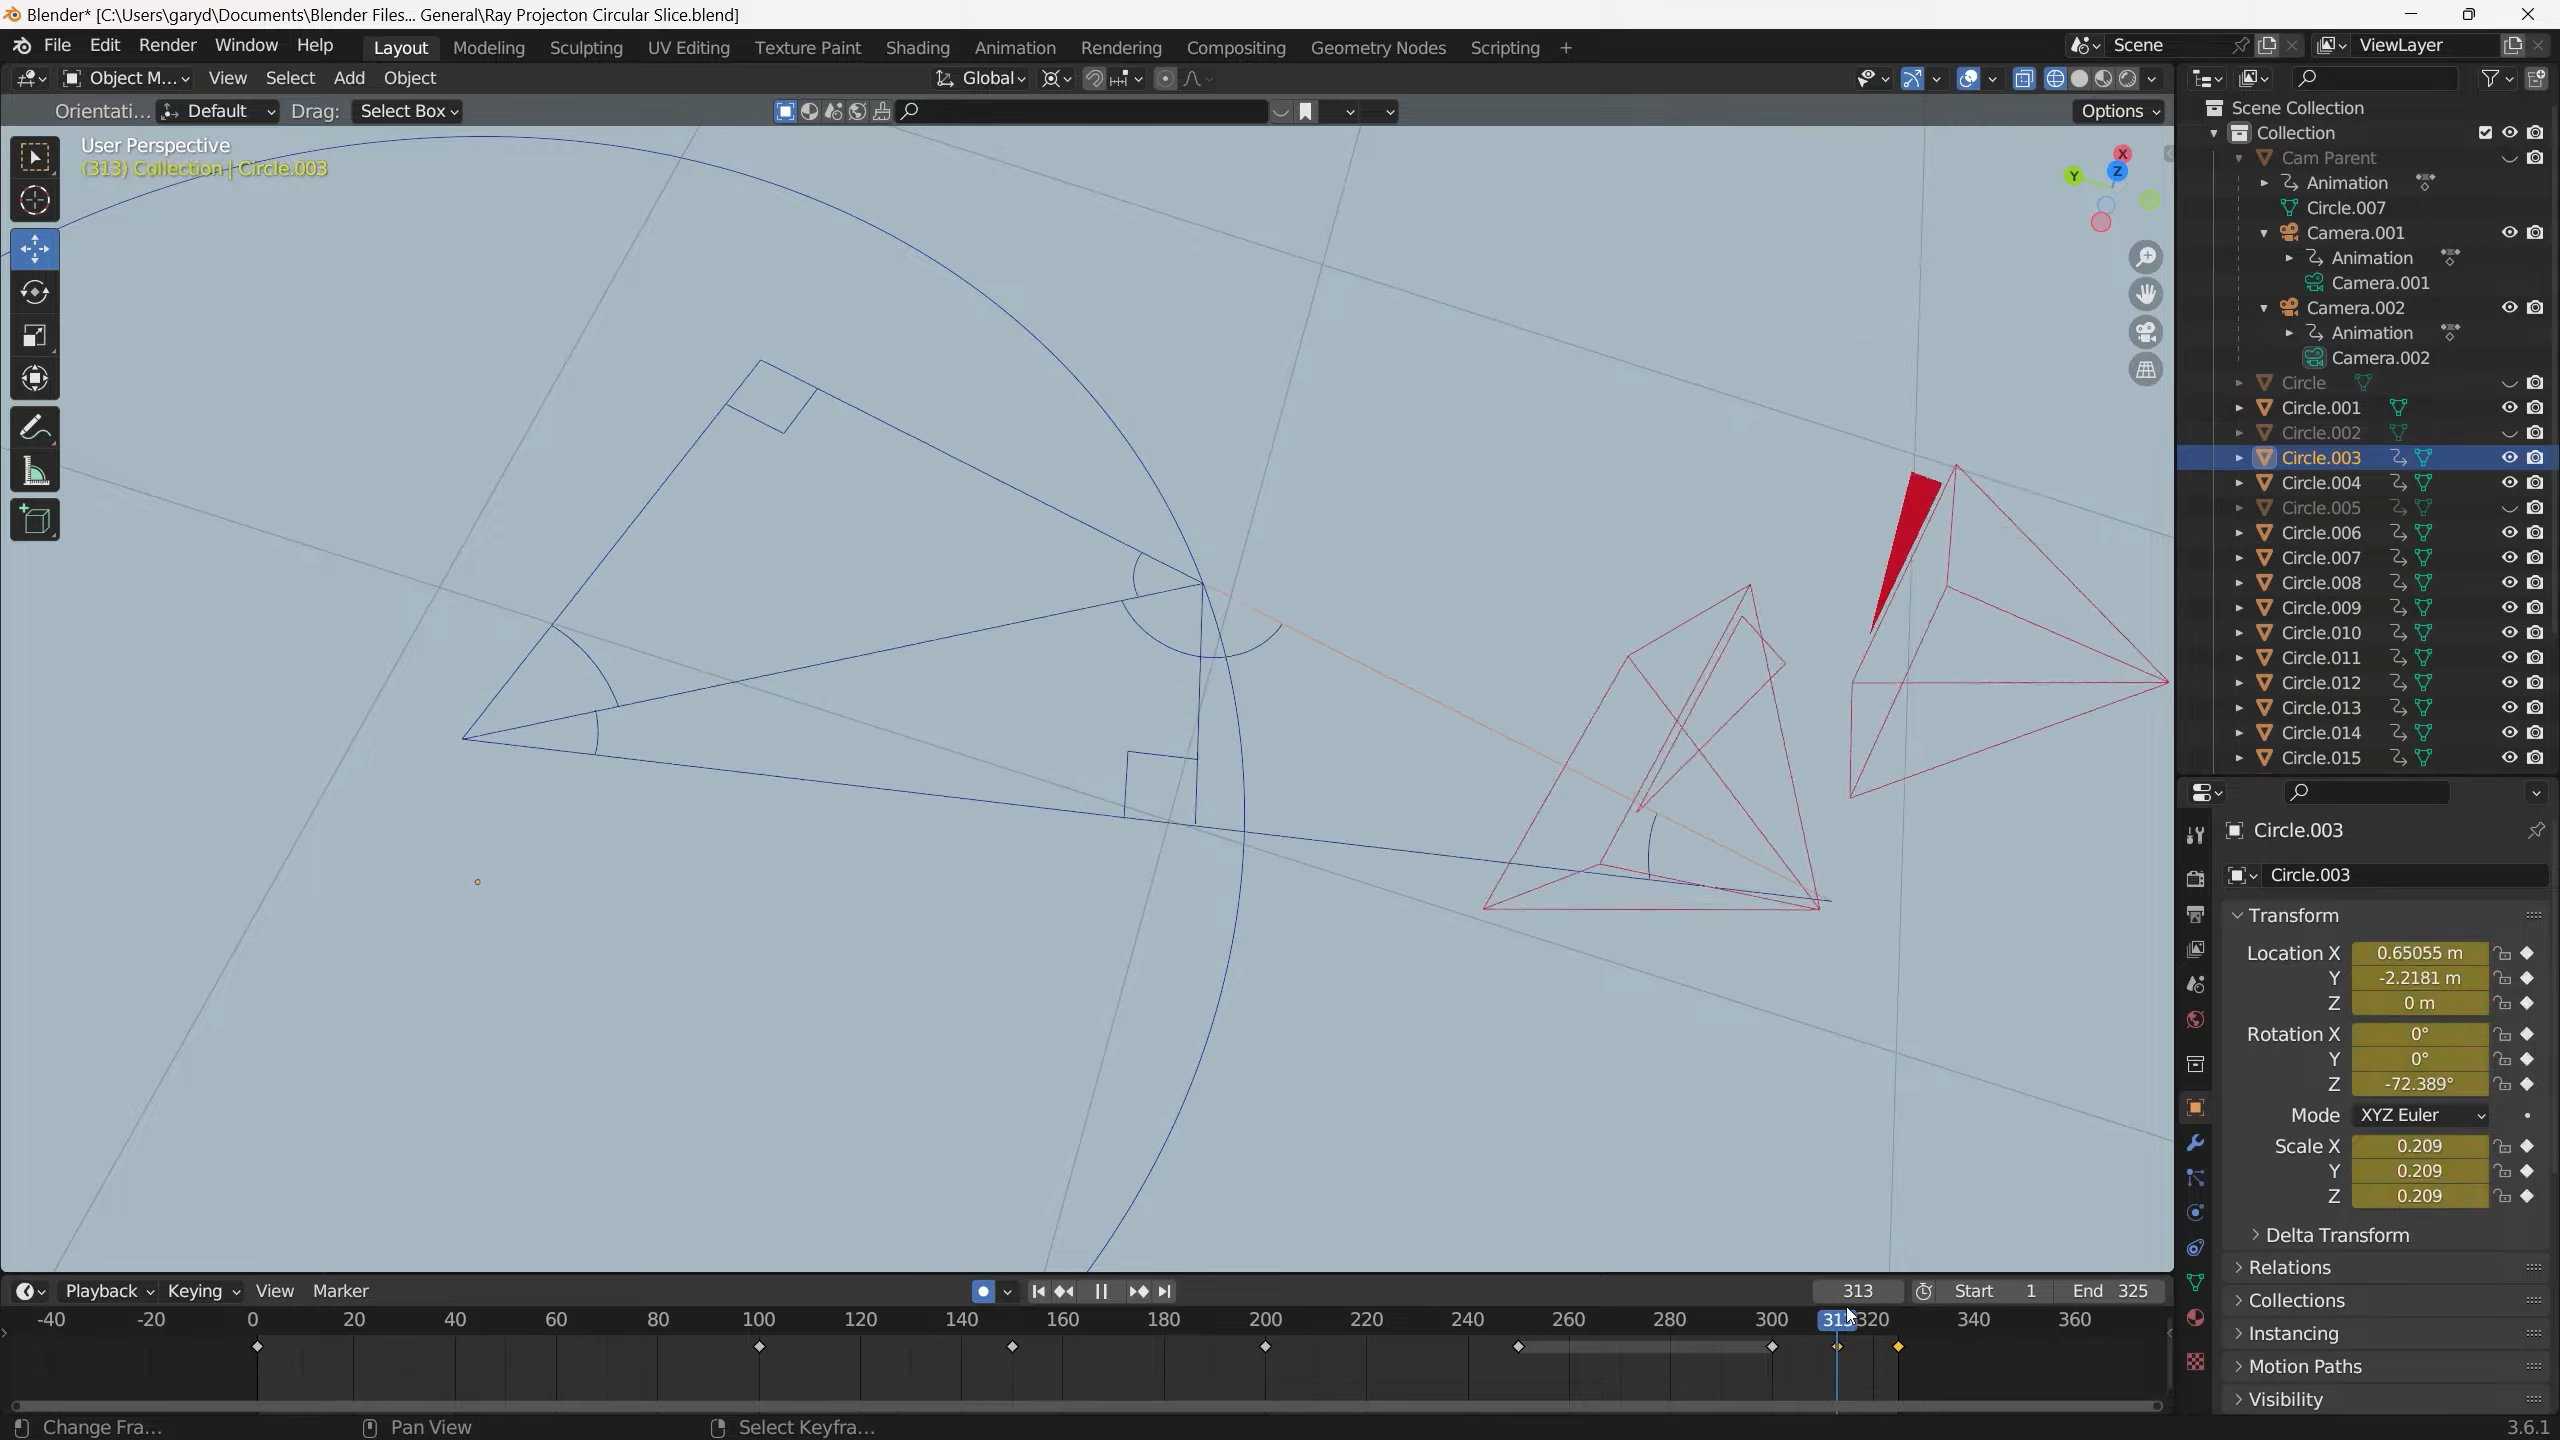 Blender* [C:\Users\garyd\Documents\Blender Files... General\Ray Projecton Circular Slice.blend]
File Edit Render Window Help Layout Modeling Sculpting UV Editing Texture Paint Shading Animation Rendering Compositing Geometry Nodes Scripting + Scene ViewLayer
Object M... View Select Add Object Global
Orientati... Default Drag: Select Box Options
User Perspective
(313) Collection | Circle.003
X
Y
Z
Scene Collection
Collection
Cam Parent
Animation
Circle.007
Camera.001
Animation
Camera.001
Camera.002
Animation
Camera.002
Circle
Circle.001
Circle.002
Circle.003
Circle.004
Circle.005
Circle.006
Circle.007
Circle.008
Circle.009
Circle.010
Circle.011
Circle.012
Circle.013
Circle.014
Circle.015
Circle.003
Circle.003
Transform
Location X 0.65055 m
Y -2.2181 m
Z 0 m
Rotation X 0°
Y 0°
Z -72.389°
Mode XYZ Euler
Scale X 0.209
Y 0.209
Z 0.209
Delta Transform
Relations
Collections
Instancing
Motion Paths
Visibility
Playback Keying View Marker 313 Start 1 End 325
-40 -20 0 20 40 60 80 100 120 140 160 180 200 220 240 260 280 300 313 320 340 360
Change Fra... Pan View Select Keyfra... 3.6.1